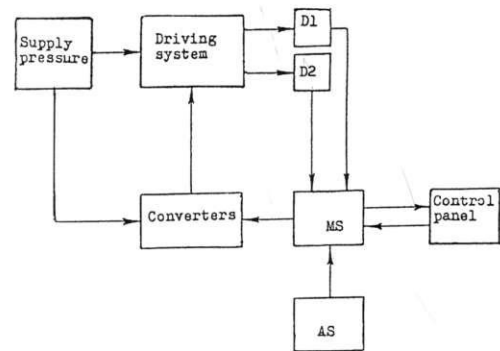 Supply
pressure
Driving
system
D1
D2
Converters
MS
Control
panel
AS